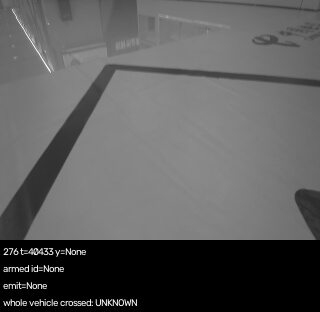 276 t=40433 y=None
armed id=None
emit=None
whole vehicle crossed: UNKNOWN